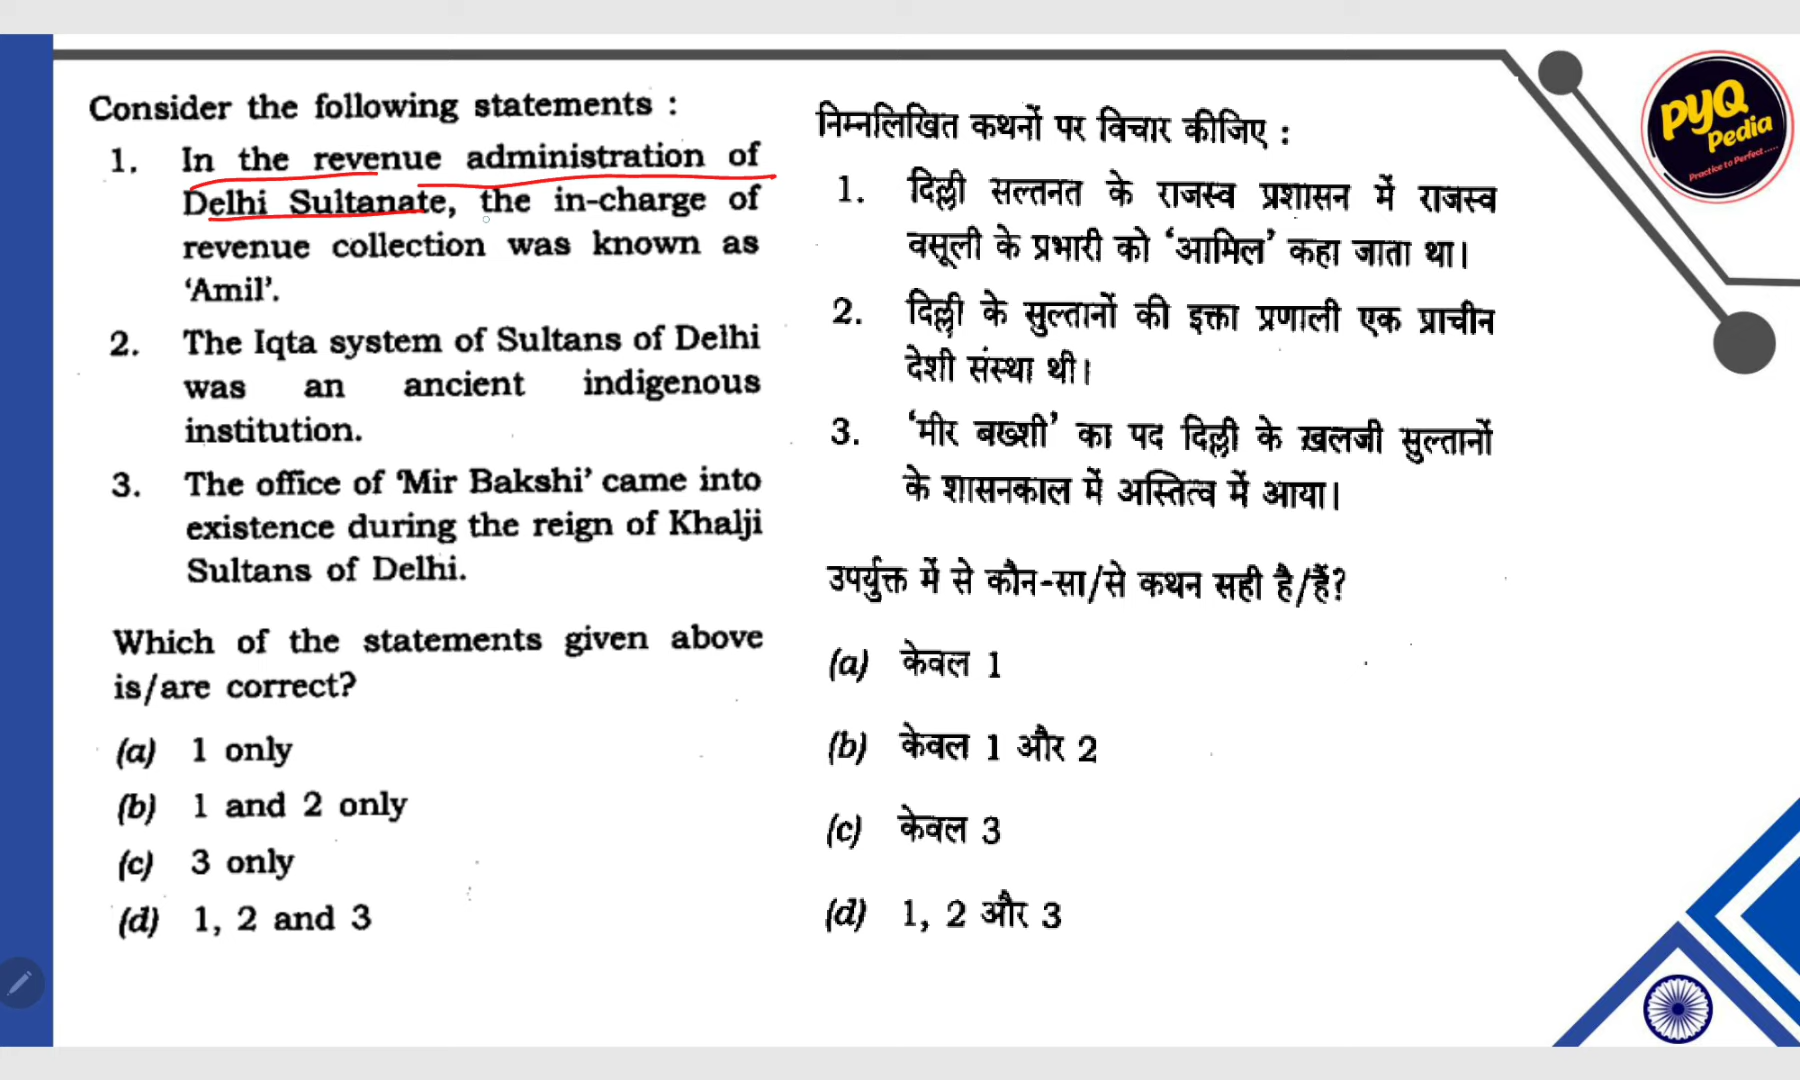 Consider the following statements :
1. In the revenue administration of
Delhi Sultanate, the in-charge of
revenue collection was known as
‘Amil’.
2. The Iqta system of Sultans of Delhi
was an ancient indigenous
institution.
3. The office of ‘Mir Bakshi’ came into
existence during the reign of Khalji
Sultans of Delhi.
Which of the statements given above
is/are correct?
(a) 1 only
(b) 1 and 2 only
(c) 3 only
(d) 1, 2 and 3
निम्नलिखित कथनों पर विचार कीजिए :
1. दिल्ली सल्तनत के राजस्व प्रशासन में राजस्व
वसूली के प्रभारी को ‘आमिल’ कहा जाता था।
2. दिल्ली के सुल्तानों की इक्ता प्रणाली एक प्राचीन
देशी संस्था थी।
3. ‘मीर बख्शी’ का पद दिल्ली के ख़लजी सुल्तानों
के शासनकाल में अस्तित्व में आया।
उपर्युक्त में से कौन-सा/से कथन सही है/हैं?
(a) केवल 1
(b) केवल 1 और 2
(c) केवल 3
(d) 1, 2 और 3
PYQ
Pedia
Practice to Perfect.....